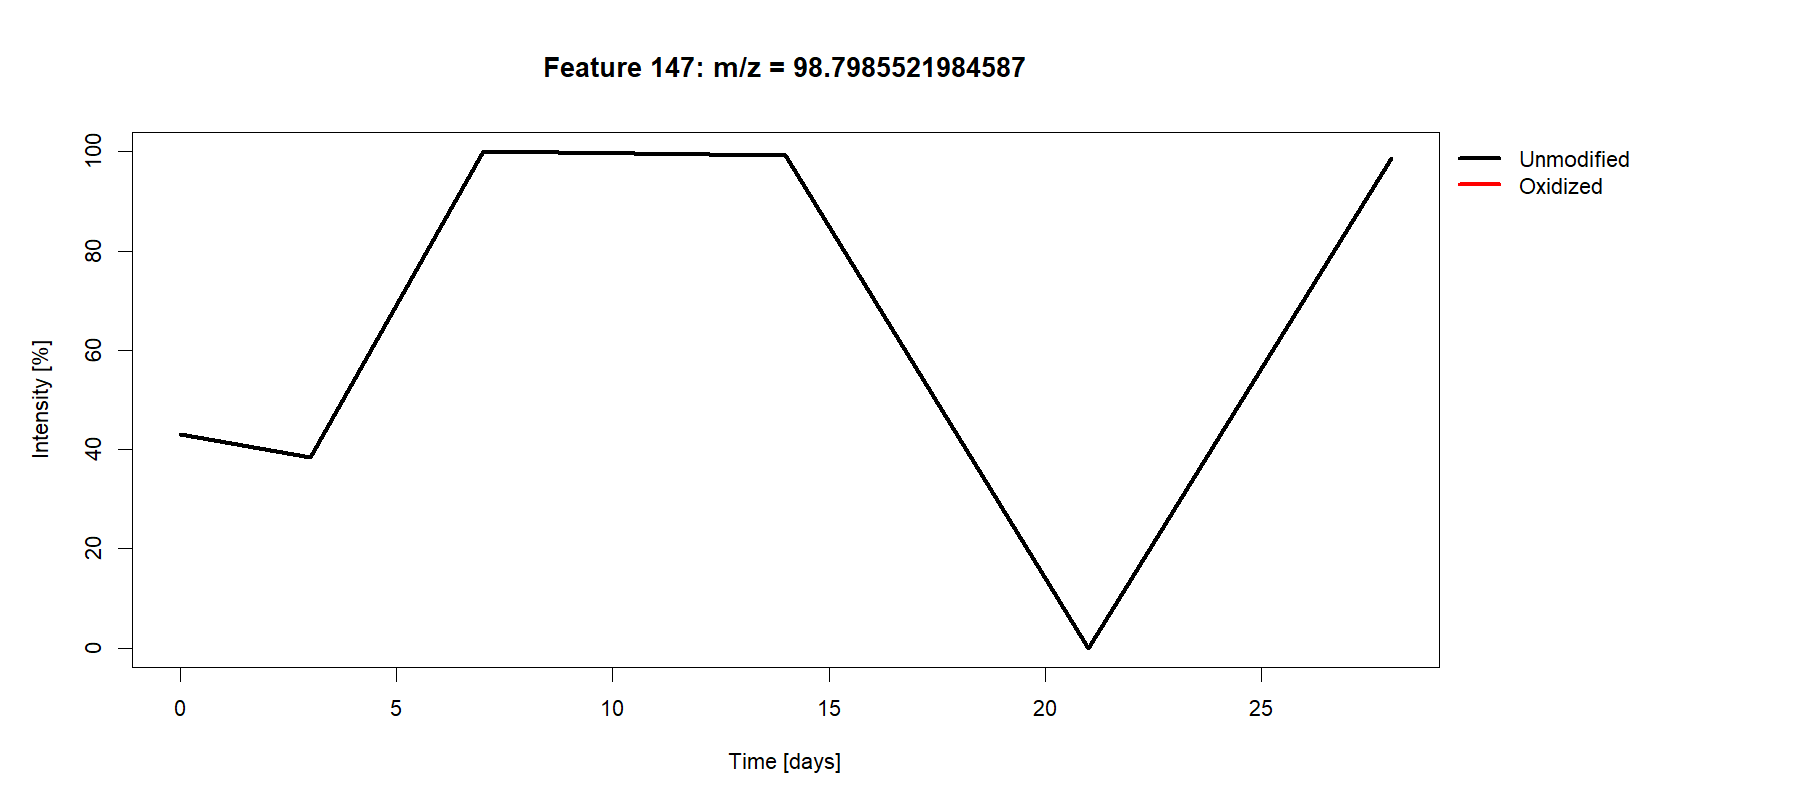 Feature 147: m/z = 98.7985521984587
Unmodified
Oxidized
Intensity [%]
100
80
60
40
20
0
0 5 10 15 20 25
Time [days]